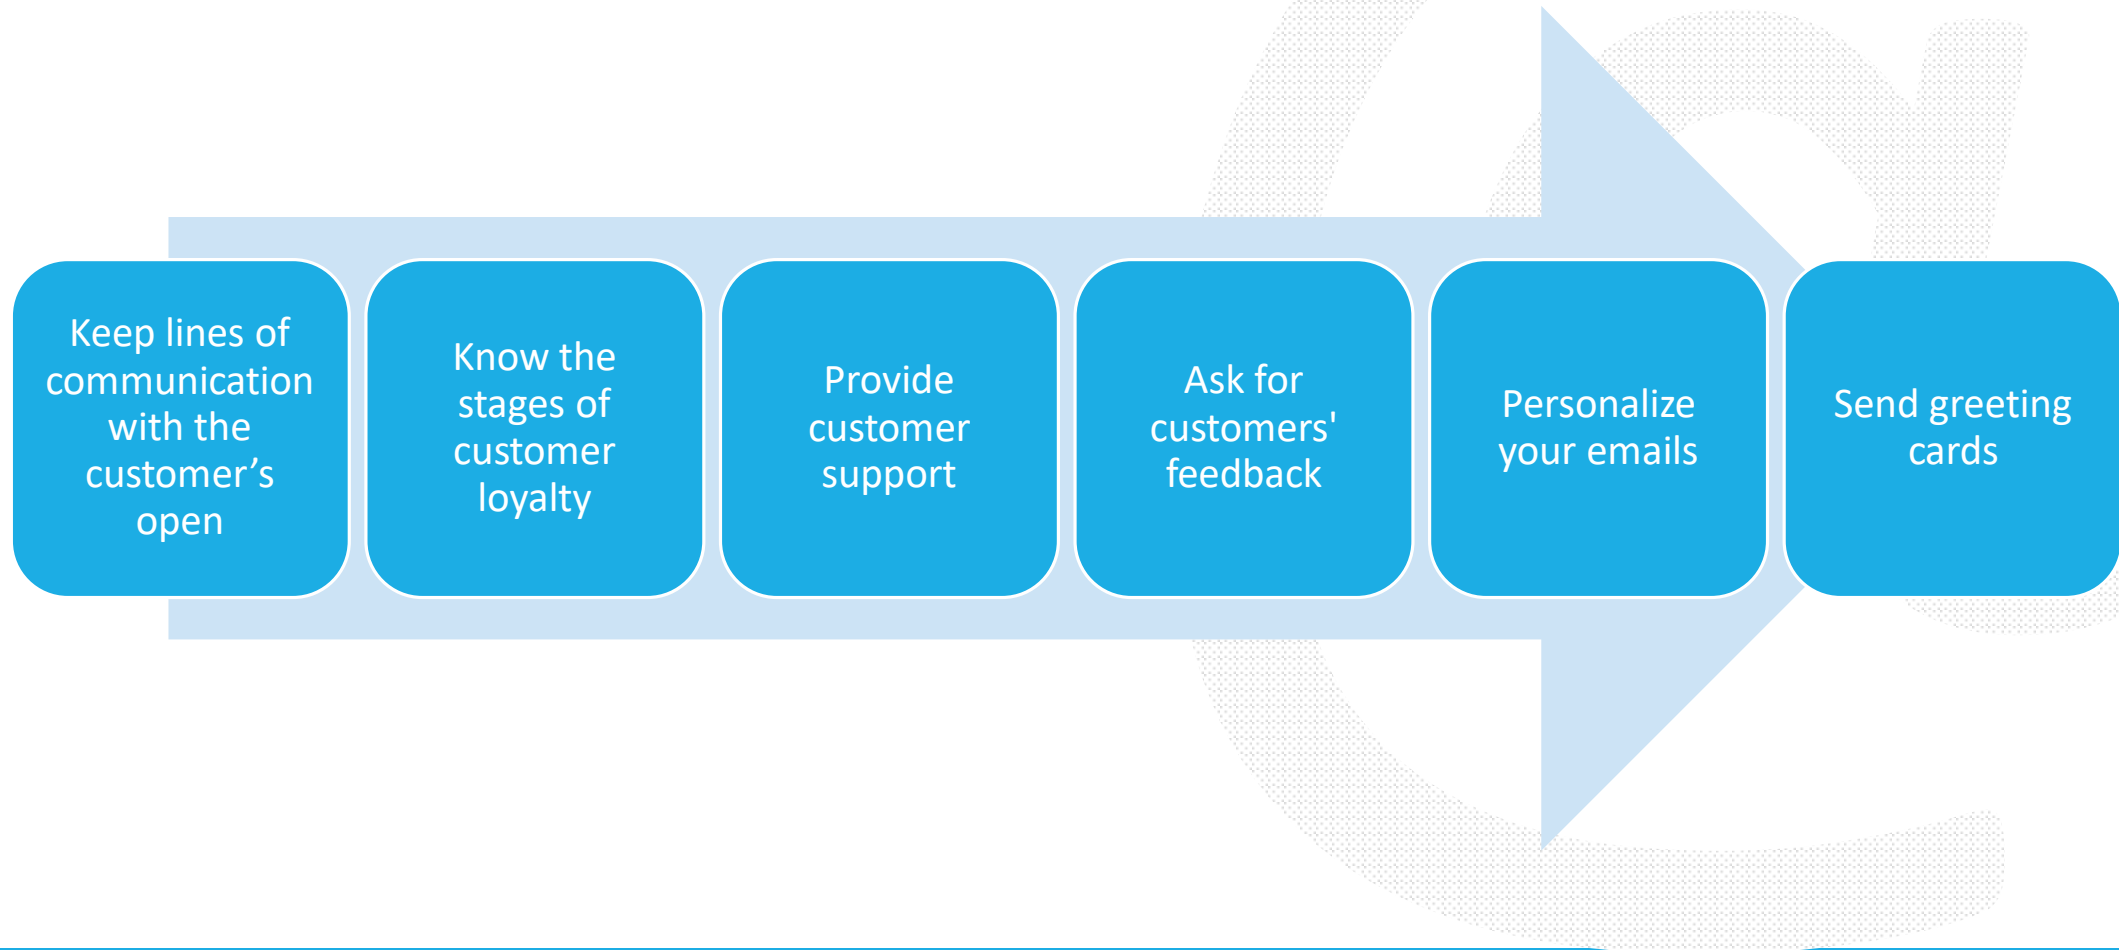 Keep lines of
communication
with the
customer’s
open
Know the
stages of
customer
loyalty
Provide
customer
support
Ask for
customers'
feedback
Personalize
your emails
Send greeting
cards